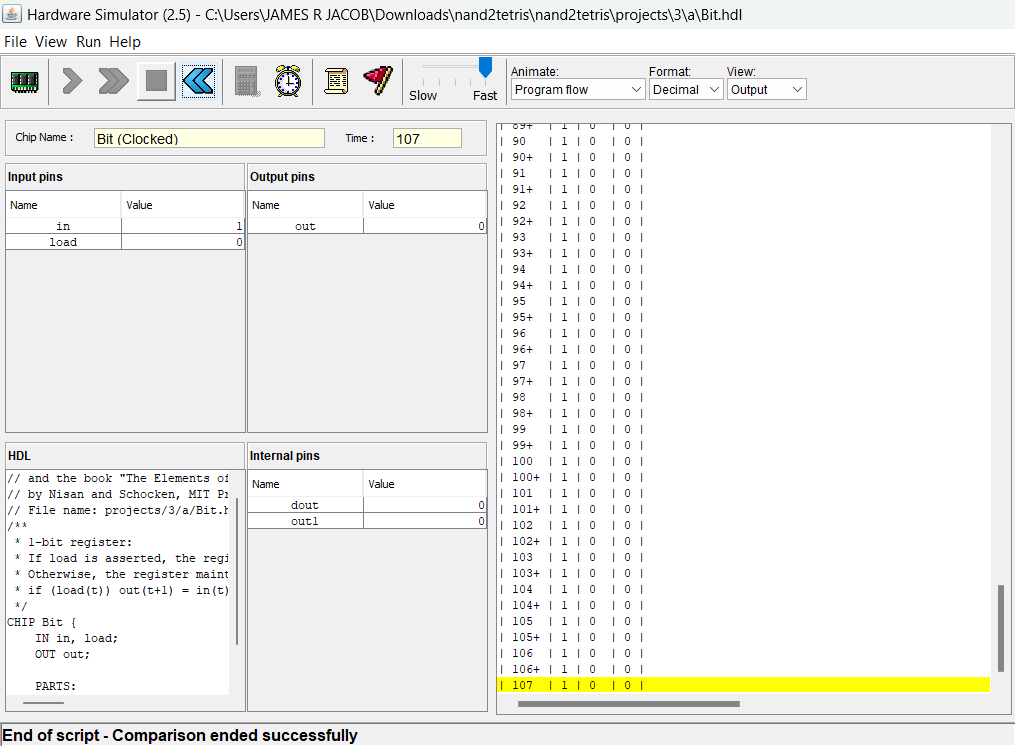 Hardware Simulator (2.5) - C:\Users\JAMES R JACOB\Downloads\nand2tetris\nand2tetris\projects\3\a\Bit.hdl
File View Run Help
Slow Fast
Animate: Format: View:
Program flow Decimal Output
Chip Name : Bit (Clocked) Time : 107
Input pins
Name Value
in 1
load 0
Output pins
Name Value
out 0
HDL
// and the book "The Elements of
// by Nisan and Schocken, MIT Pr
// File name: projects/3/a/Bit.h
/**
* 1-bit register:
* If load is asserted, the regi
* Otherwise, the register maint
* if (load(t)) out(t+1) = in(t)
*/
CHIP Bit {
IN in, load;
OUT out;
PARTS:
Internal pins
Name Value
dout 0
out1 0
| 89+ | 1 | 0 | 0 |
| 90 | 1 | 0 | 0 |
| 90+ | 1 | 0 | 0 |
| 91 | 1 | 0 | 0 |
| 91+ | 1 | 0 | 0 |
| 92 | 1 | 0 | 0 |
| 92+ | 1 | 0 | 0 |
| 93 | 1 | 0 | 0 |
| 93+ | 1 | 0 | 0 |
| 94 | 1 | 0 | 0 |
| 94+ | 1 | 0 | 0 |
| 95 | 1 | 0 | 0 |
| 95+ | 1 | 0 | 0 |
| 96 | 1 | 0 | 0 |
| 96+ | 1 | 0 | 0 |
| 97 | 1 | 0 | 0 |
| 97+ | 1 | 0 | 0 |
| 98 | 1 | 0 | 0 |
| 98+ | 1 | 0 | 0 |
| 99 | 1 | 0 | 0 |
| 99+ | 1 | 0 | 0 |
| 100 | 1 | 0 | 0 |
| 100+ | 1 | 0 | 0 |
| 101 | 1 | 0 | 0 |
| 101+ | 1 | 0 | 0 |
| 102 | 1 | 0 | 0 |
| 102+ | 1 | 0 | 0 |
| 103 | 1 | 0 | 0 |
| 103+ | 1 | 0 | 0 |
| 104 | 1 | 0 | 0 |
| 104+ | 1 | 0 | 0 |
| 105 | 1 | 0 | 0 |
| 105+ | 1 | 0 | 0 |
| 106 | 1 | 0 | 0 |
| 106+ | 1 | 0 | 0 |
| 107 | 1 | 0 | 0 |
End of script - Comparison ended successfully